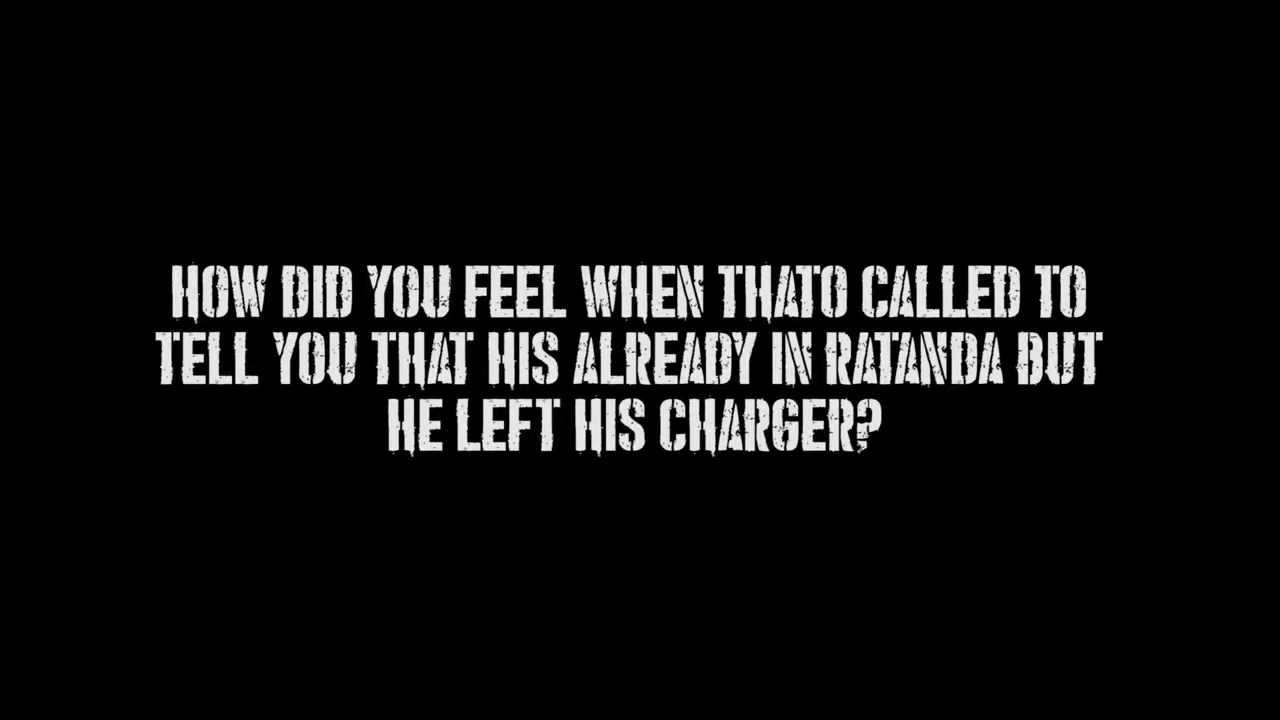 HOW DID YOU FEEL WHEN THATO CALLED TO
TELL YOU THAT HIS ALREADY IN RATANDA BUT
HE LEFT HIS CHARGER?